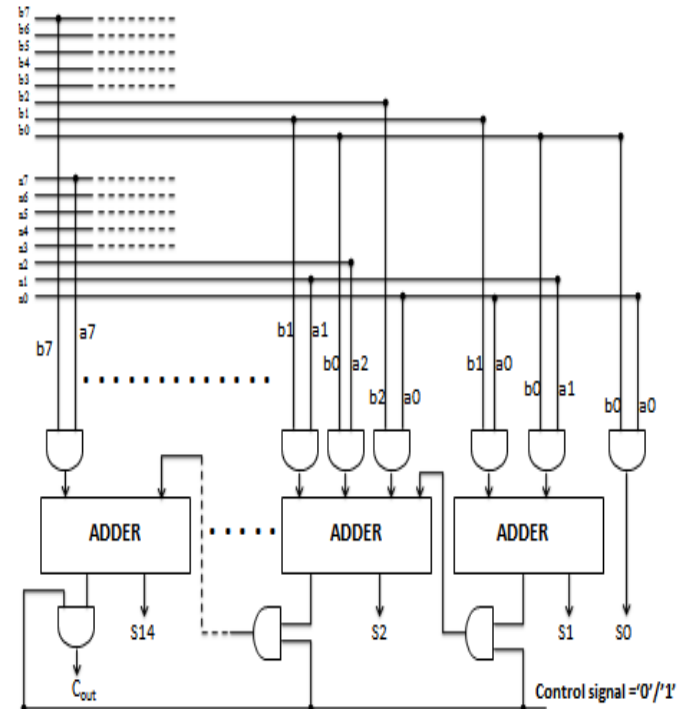 b7
b6
b5
b4
b3
b2
b1
b0
a7
a6
a5
a4
a3
a2
a1
a0
b7 a7 b1 a1 b0 a2 b2 a0 b1 a0 b0 a1 b0 a0
ADDER ADDER ADDER
S14 S2 S1 S0
Cout
Control signal ='0'/'1'